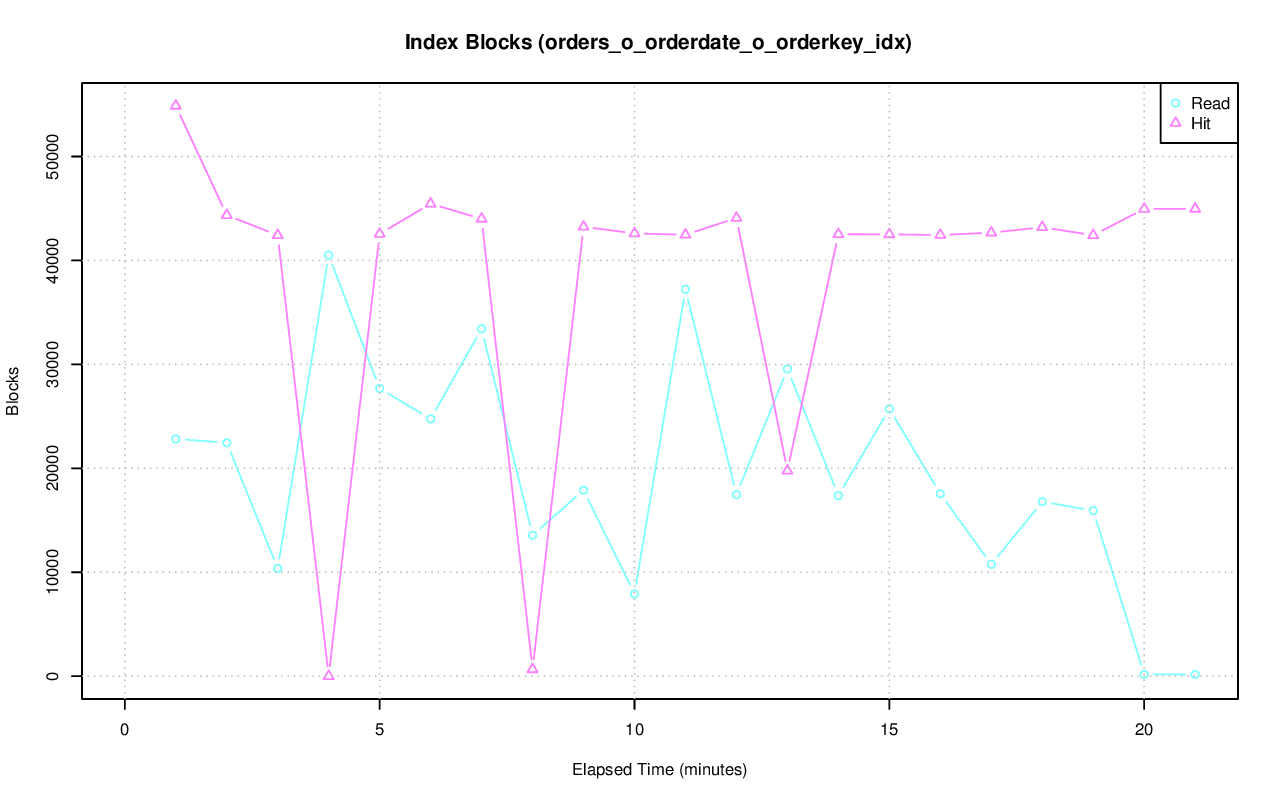 Index Blocks (orders_o_orderdate_o_orderkey_idx)
Read
Hit
Blocks
50000
40000
30000
20000
10000
0
0 5 10 15 20
Elapsed Time (minutes)